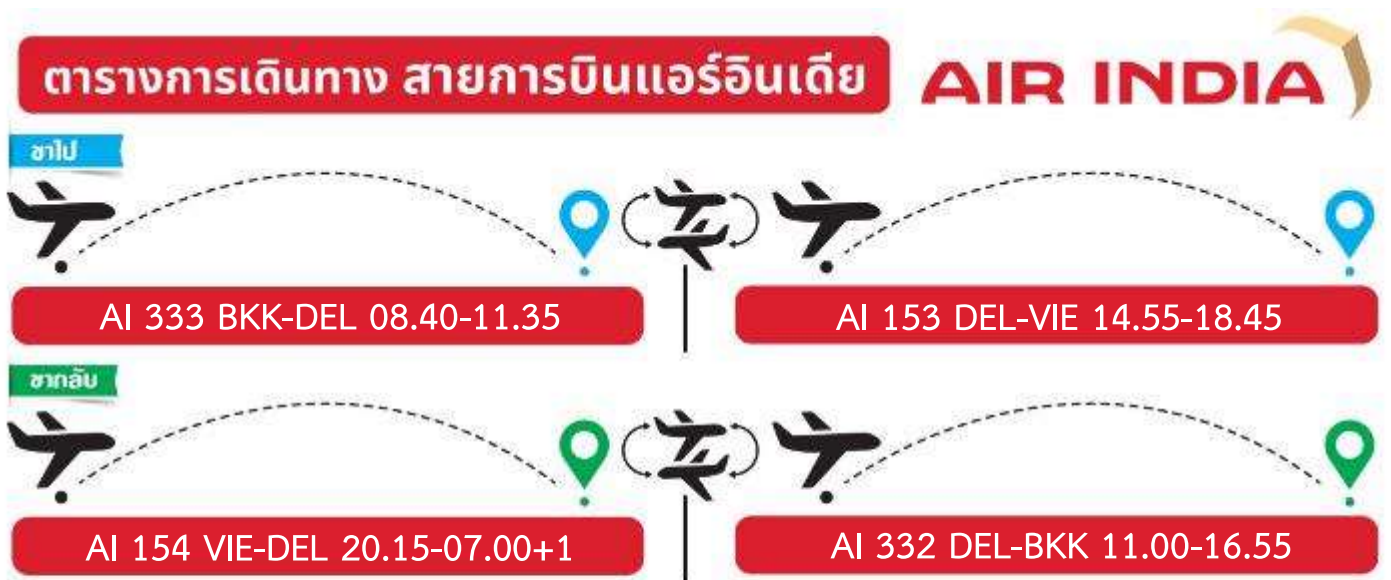 ตารางการเดินทาง สายการบินแอร์อินเดีย
AIR INDIA
ขาไป
AI 333 BKK-DEL 08.40-11.35
AI 153 DEL-VIE 14.55-18.45
ขากลับ
AI 154 VIE-DEL 20.15-07.00+1
AI 332 DEL-BKK 11.00-16.55